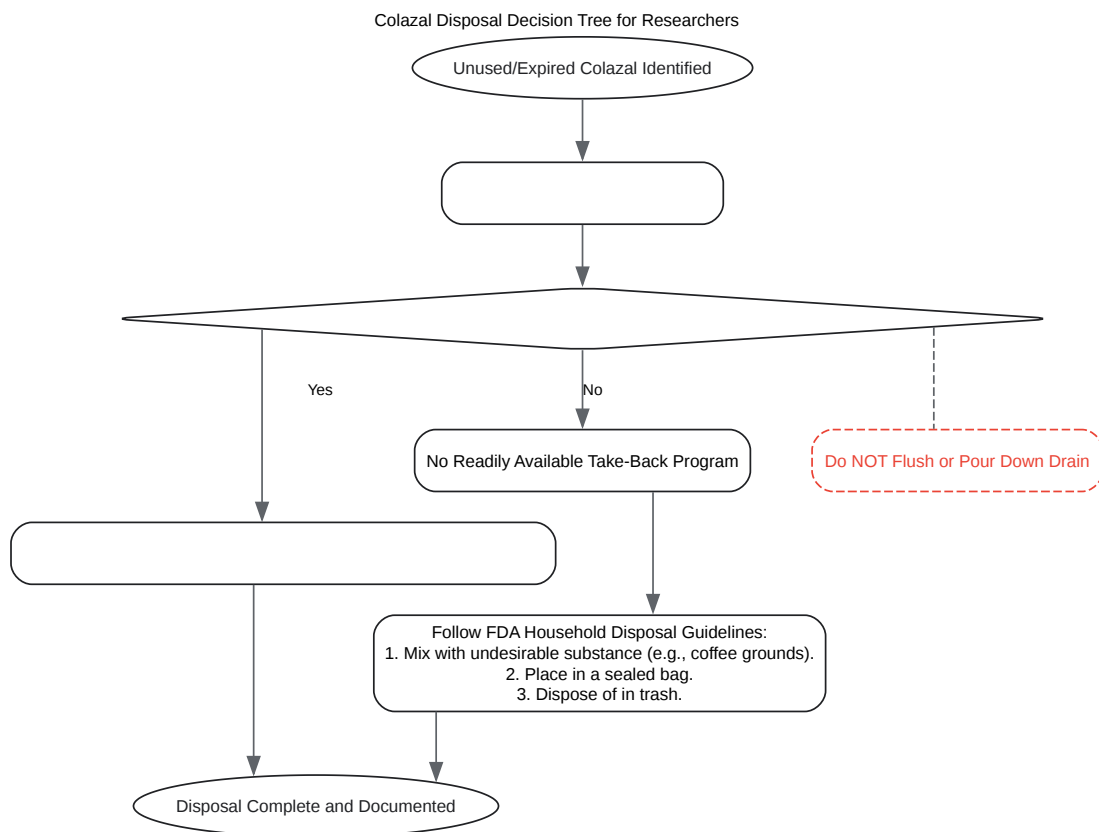 Colazal Disposal Decision Tree for Researchers
Unused/Expired Colazal Identified
Yes
No
No Readily Available Take-Back Program
Do NOT Flush or Pour Down Drain
Follow FDA Household Disposal Guidelines:
1. Mix with undesirable substance (e.g., coffee grounds).
2. Place in a sealed bag.
3. Dispose of in trash.
Disposal Complete and Documented